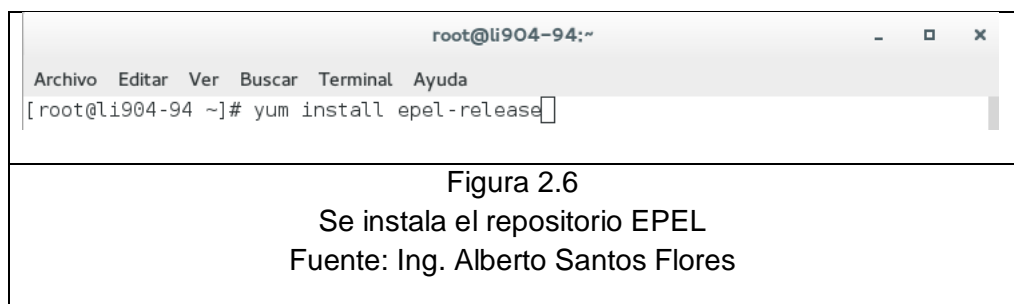 root@li904-94:~
Archivo Editar Ver Buscar Terminal Ayuda
[root@li904-94 ~]# yum install epel-release
Figura 2.6
Se instala el repositorio EPEL
Fuente: Ing. Alberto Santos Flores